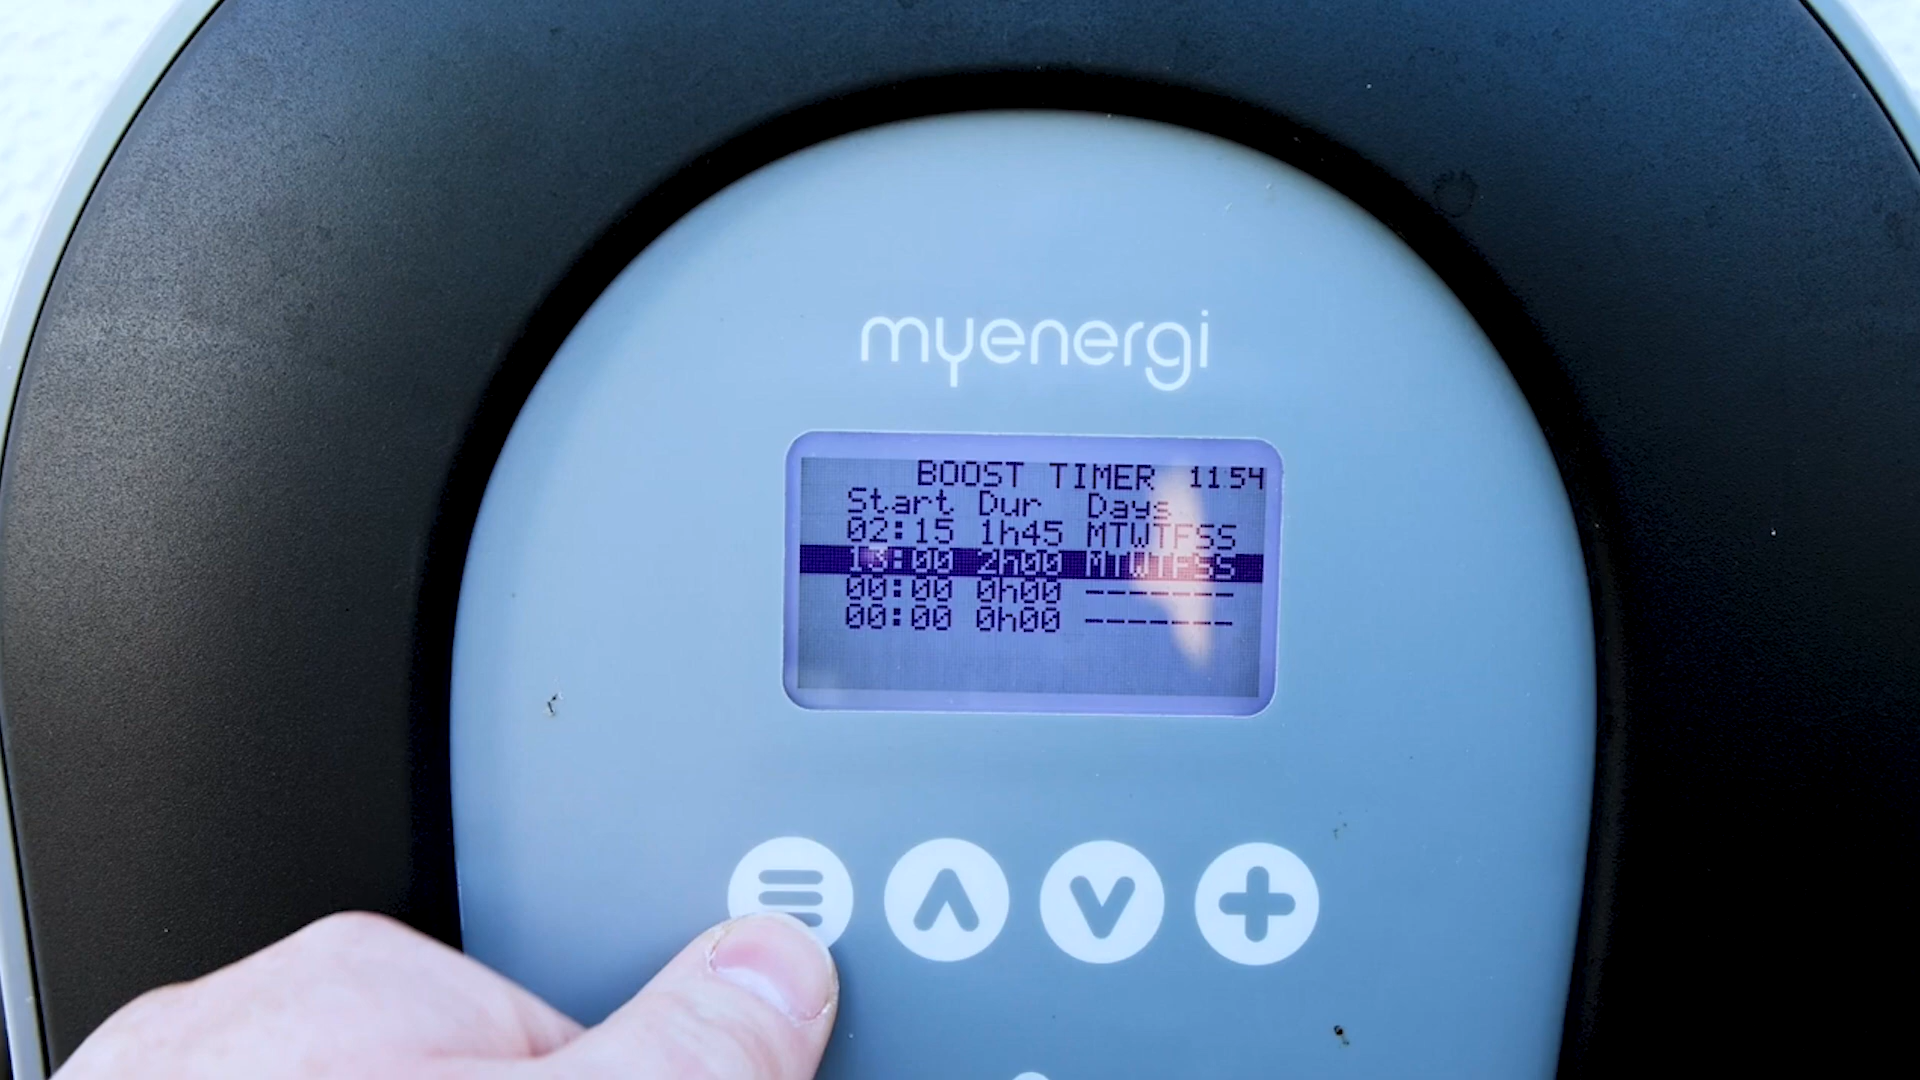 myenergi
BOOST TIMER 11:54
Start Dur Days
02:15 1h45 MTWTFSS
13:00 2h00 MTWTFSS
00:00 0h00 -------
00:00 0h00 -------